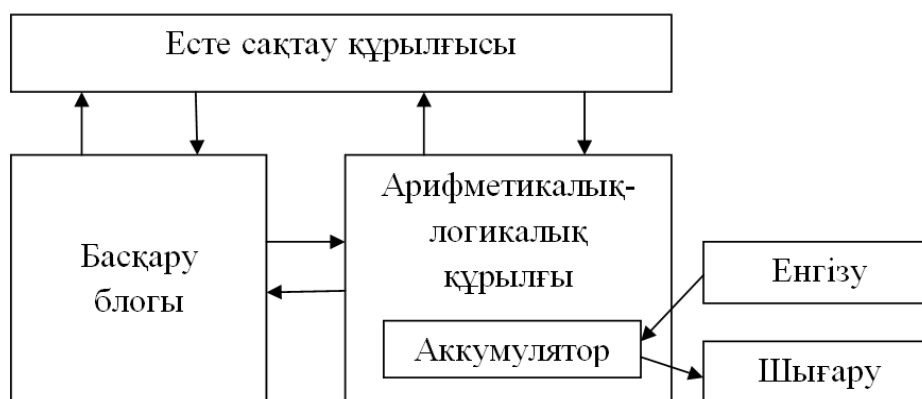 Есте сақтау құрылғысы
Басқару
блогы
Арифметикалық-
логикалық
құрылғы
Аккумулятор
Енгізу
Шығару